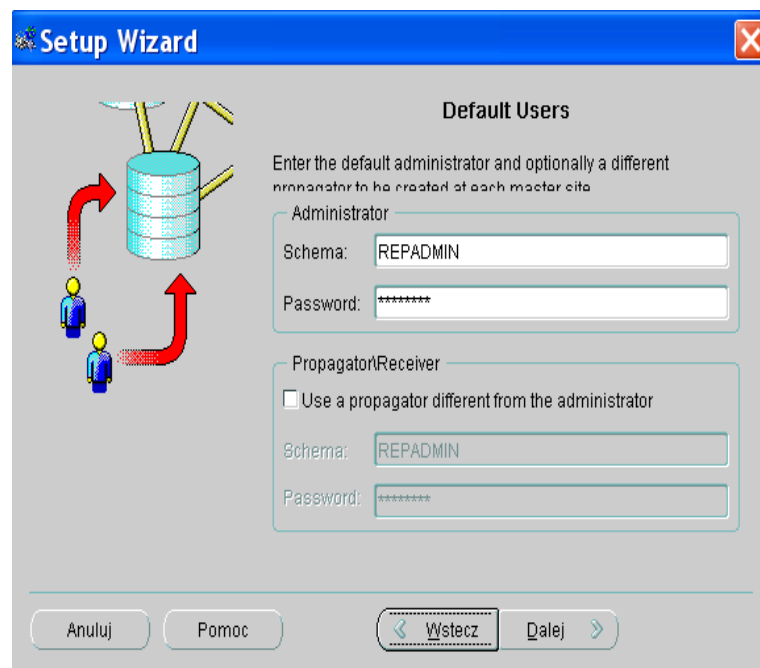 Setup Wizard
Default Users
Enter the default administrator and optionally a different
propagator to be created at each master site
Administrator
Schema: REPADMIN
Password: ********
Propagator\Receiver
Use a propagator different from the administrator
Schema: REPADMIN
Password: ********
Anuluj Pomoc Wstecz Dalej